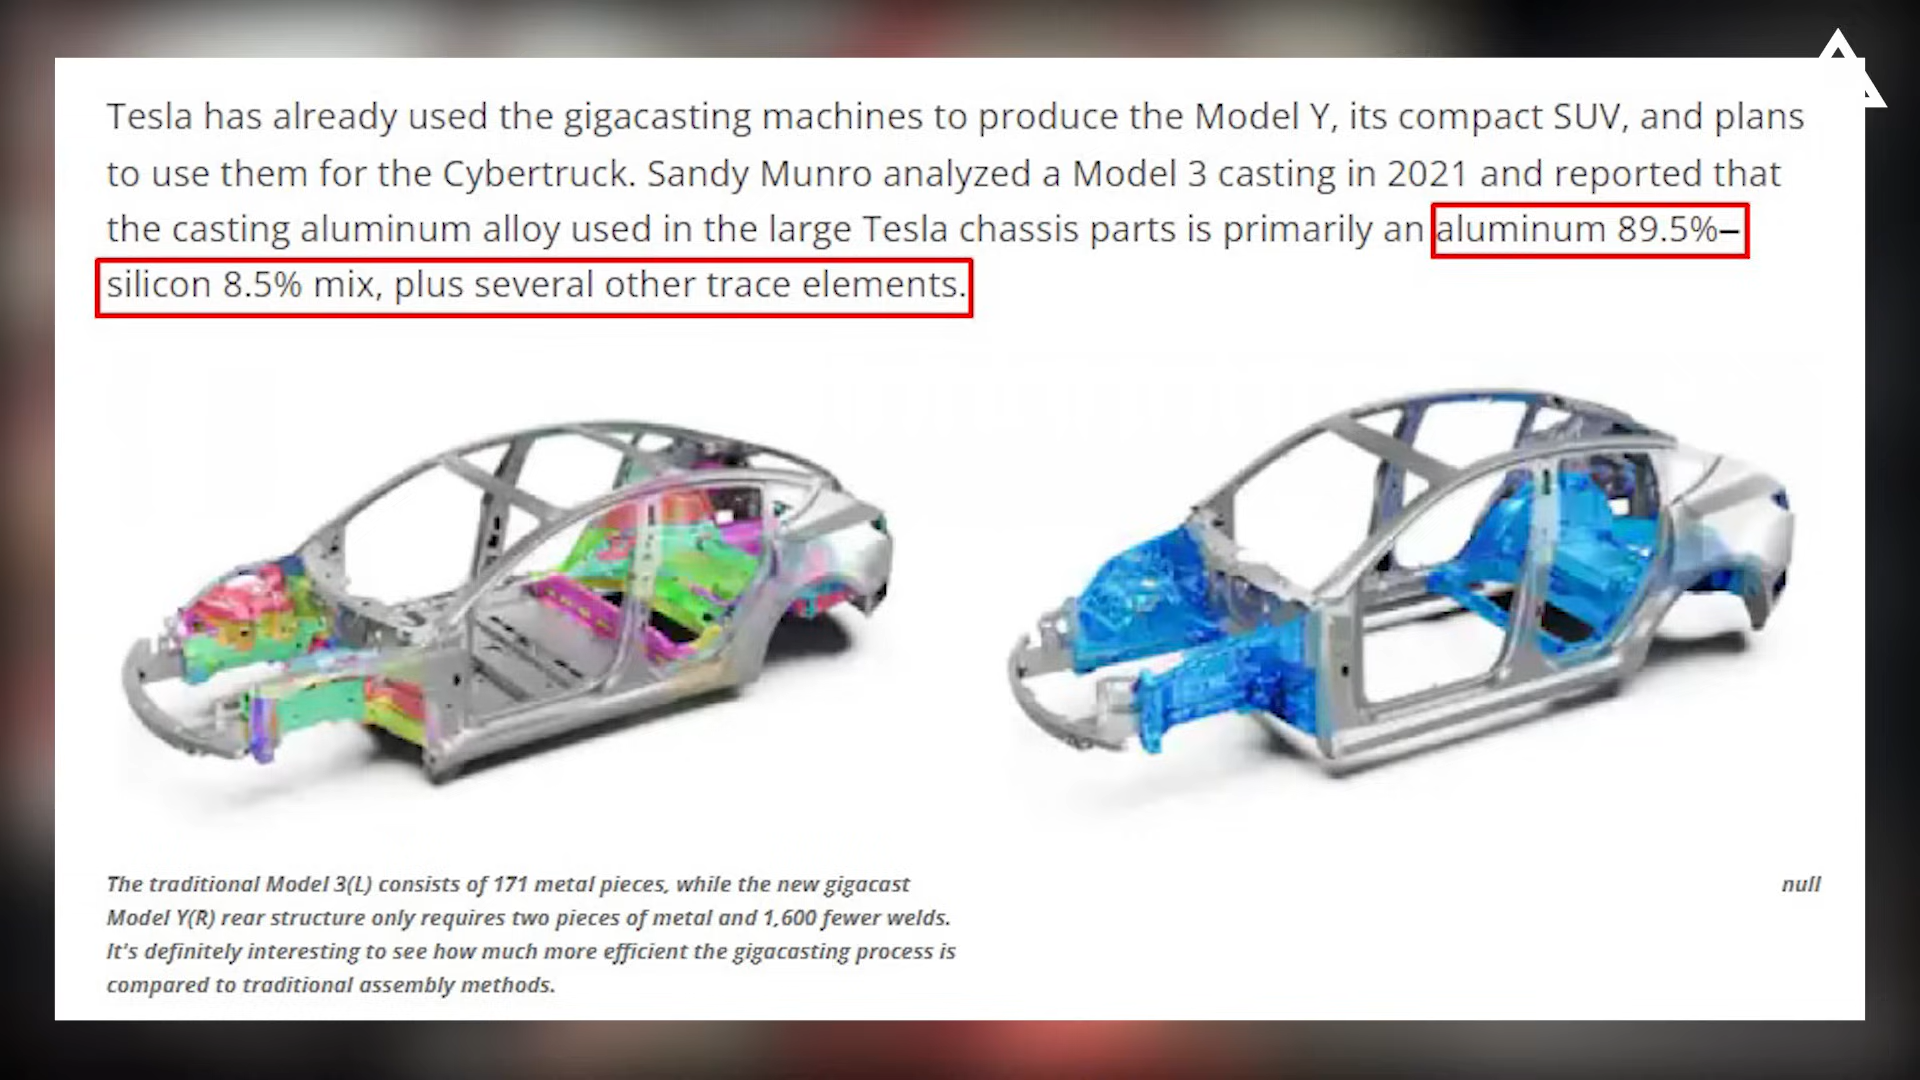 Tesla has already used the gigacasting machines to produce the Model Y, its compact SUV, and plans
to use them for the Cybertruck. Sandy Munro analyzed a Model 3 casting in 2021 and reported that
the casting aluminum alloy used in the large Tesla chassis parts is primarily an aluminum 89.5%–
silicon 8.5% mix, plus several other trace elements.
The traditional Model 3(L) consists of 171 metal pieces, while the new gigacast
Model Y(R) rear structure only requires two pieces of metal and 1,600 fewer welds.
It's definitely interesting to see how much more efficient the gigacasting process is
compared to traditional assembly methods.
null